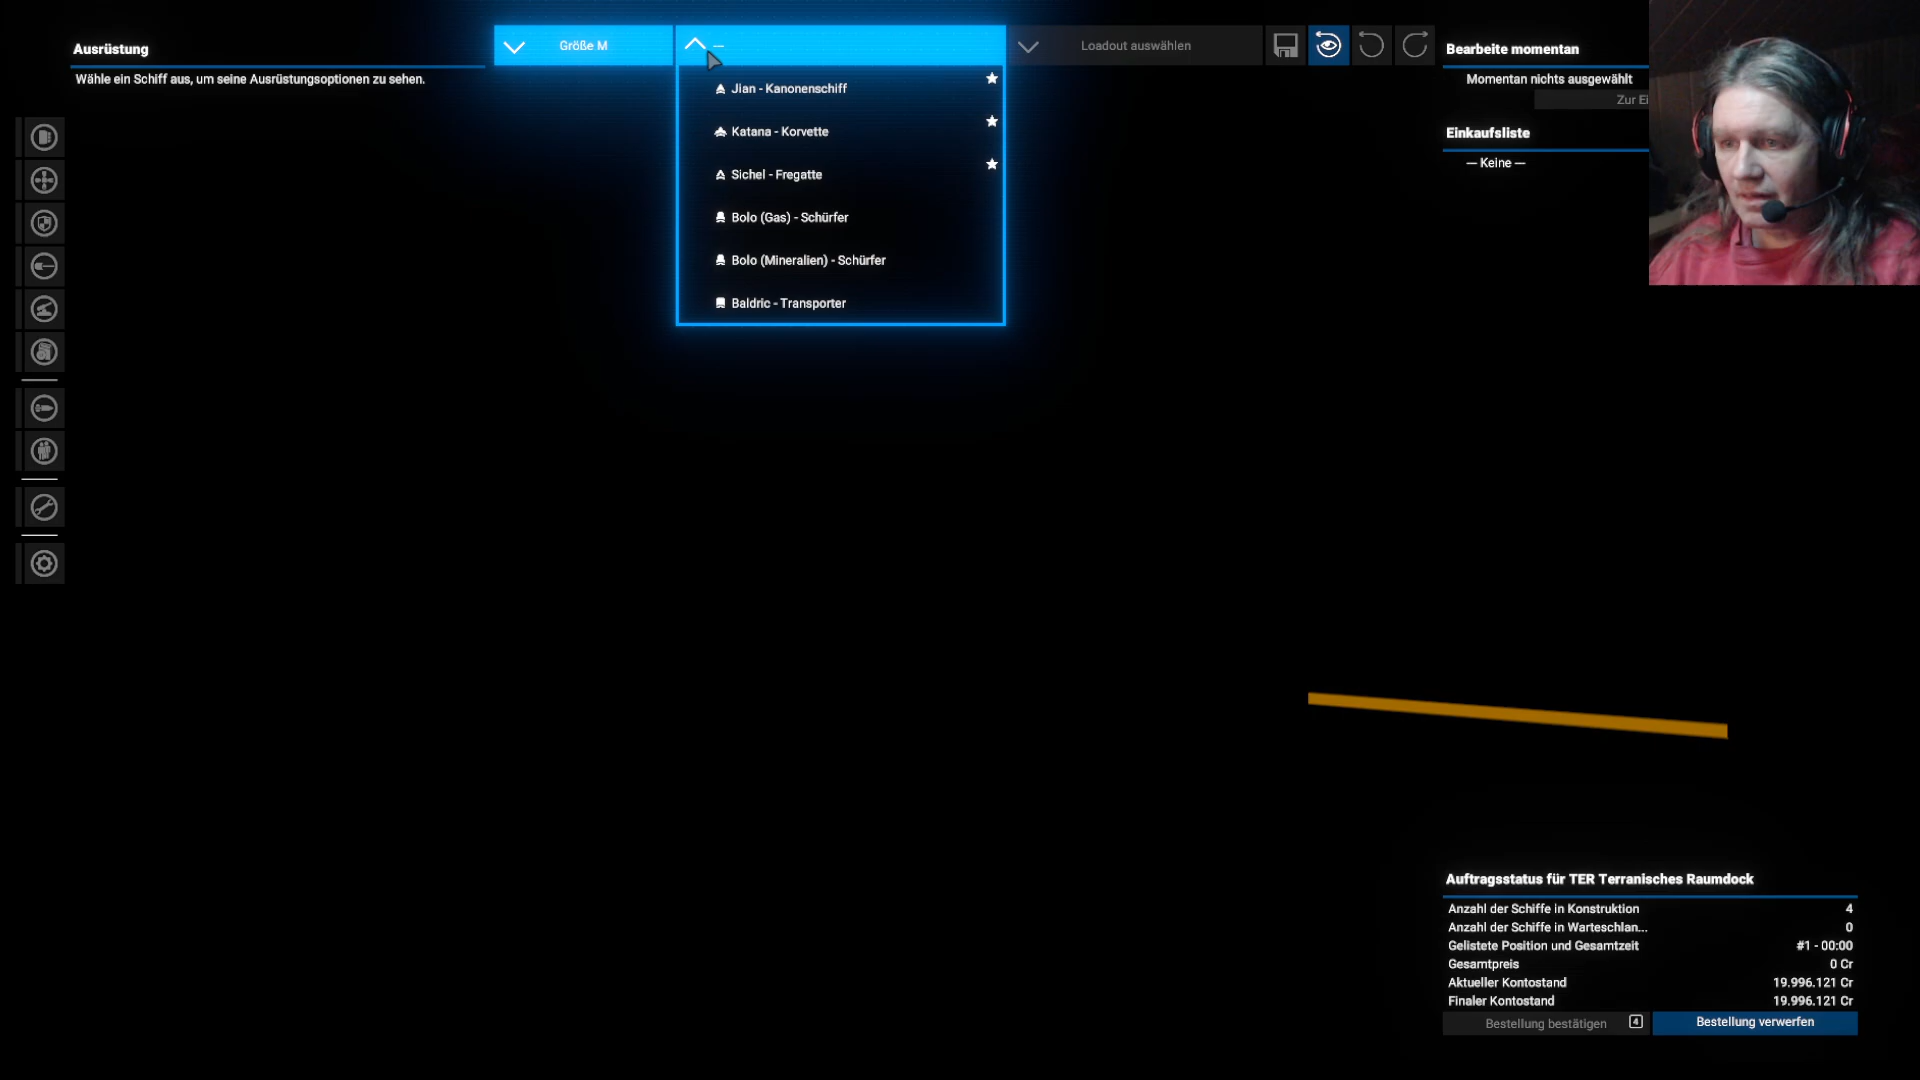 Ausrüstung
Wähle ein Schiff aus, um seine Ausrüstungsoptionen zu sehen.
Größe M
—
Loadout auswählen
Jian - Kanonenschiff
Katana - Korvette
Sichel - Fregatte
Bolo (Gas) - Schürfer
Bolo (Mineralien) - Schürfer
Baldric - Transporter
Bearbeite momentan
Momentan nichts ausgewählt
Zur Ei
Einkaufsliste
— Keine —
Auftragsstatus für TER Terranisches Raumdock
Anzahl der Schiffe in Konstruktion 4
Anzahl der Schiffe in Warteschlan... 0
Gelistete Position und Gesamtzeit #1 - 00:00
Gesamtpreis 0 Cr
Aktueller Kontostand 19.996.121 Cr
Finaler Kontostand 19.996.121 Cr
Bestellung bestätigen 4
Bestellung verwerfen